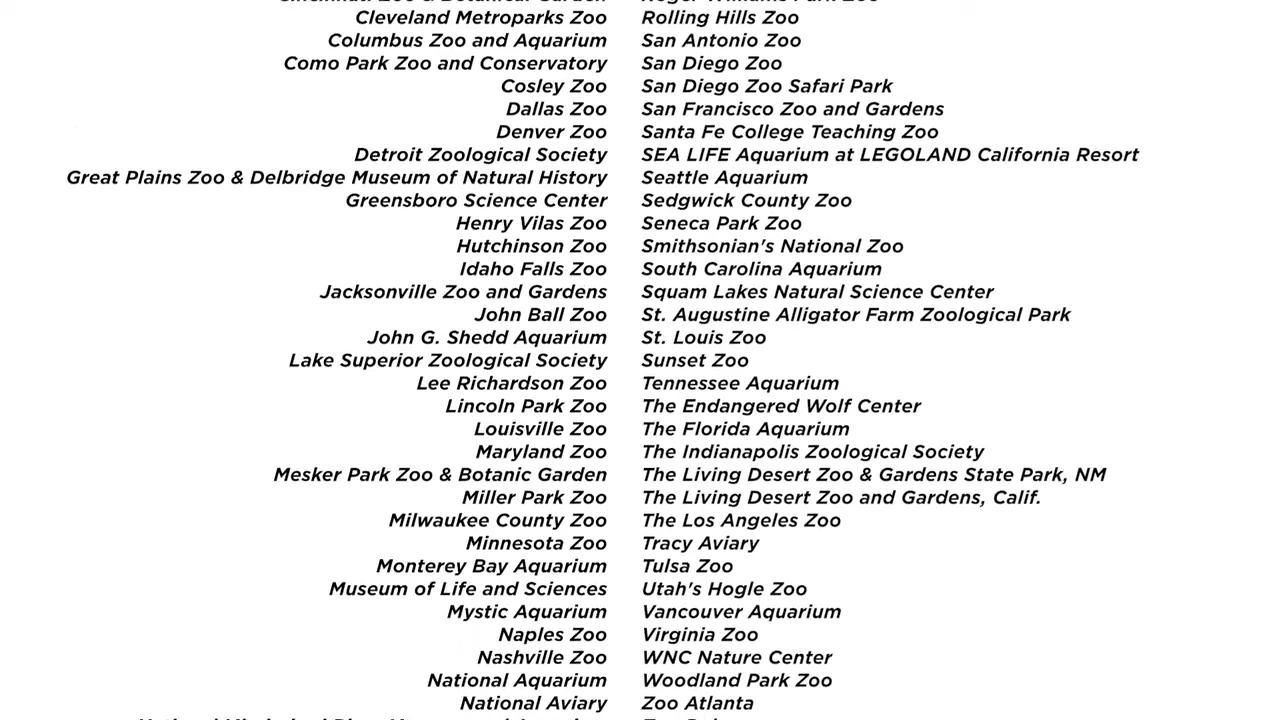 Cleveland Metroparks Zoo
Columbus Zoo and Aquarium
Como Park Zoo and Conservatory
Cosley Zoo
Dallas Zoo
Denver Zoo
Detroit Zoological Society
Great Plains Zoo & Delbridge Museum of Natural History
Greensboro Science Center
Henry Vilas Zoo
Hutchinson Zoo
Idaho Falls Zoo
Jacksonville Zoo and Gardens
John Ball Zoo
John G. Shedd Aquarium
Lake Superior Zoological Society
Lee Richardson Zoo
Lincoln Park Zoo
Louisville Zoo
Maryland Zoo
Mesker Park Zoo & Botanic Garden
Miller Park Zoo
Milwaukee County Zoo
Minnesota Zoo
Monterey Bay Aquarium
Museum of Life and Sciences
Mystic Aquarium
Naples Zoo
Nashville Zoo
National Aquarium
National Aviary
Rolling Hills Zoo
San Antonio Zoo
San Diego Zoo
San Diego Zoo Safari Park
San Francisco Zoo and Gardens
Santa Fe College Teaching Zoo
SEA LIFE Aquarium at LEGOLAND California Resort
Seattle Aquarium
Sedgwick County Zoo
Seneca Park Zoo
Smithsonian's National Zoo
South Carolina Aquarium
Squam Lakes Natural Science Center
St. Augustine Alligator Farm Zoological Park
St. Louis Zoo
Sunset Zoo
Tennessee Aquarium
The Endangered Wolf Center
The Florida Aquarium
The Indianapolis Zoological Society
The Living Desert Zoo & Gardens State Park, NM
The Living Desert Zoo and Gardens, Calif.
The Los Angeles Zoo
Tracy Aviary
Tulsa Zoo
Utah's Hogle Zoo
Vancouver Aquarium
Virginia Zoo
WNC Nature Center
Woodland Park Zoo
Zoo Atlanta